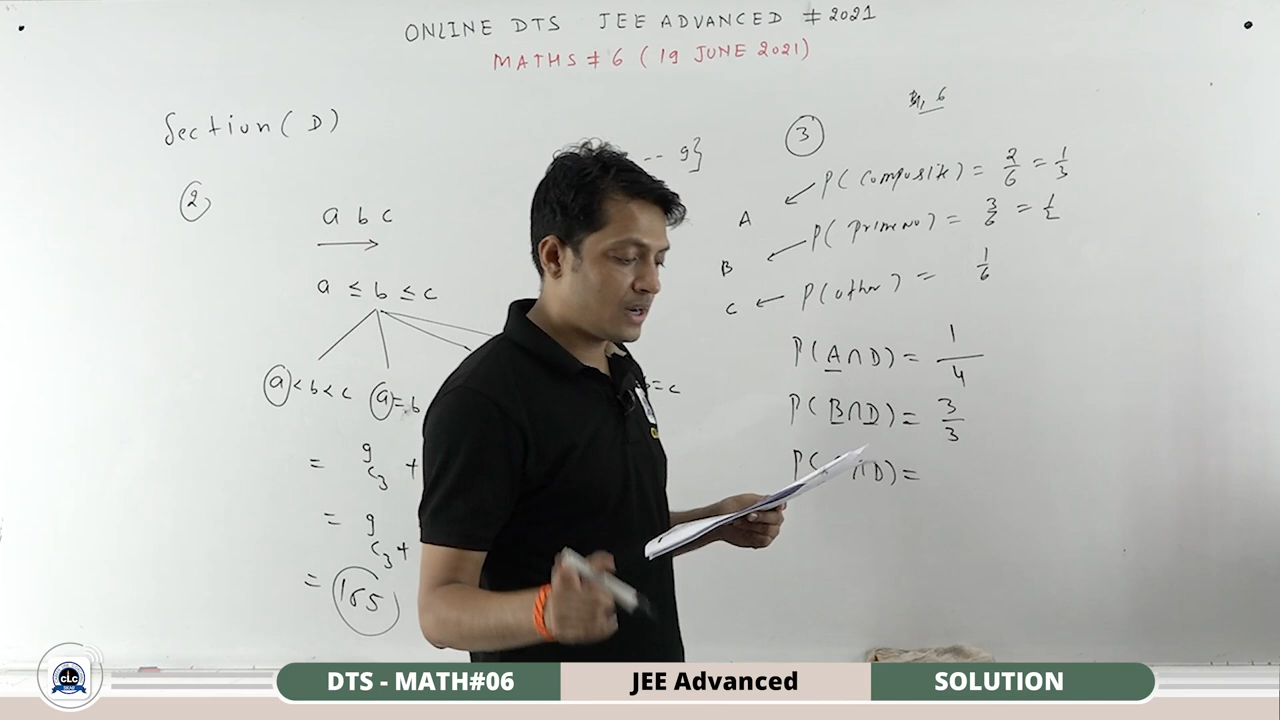 ONLINE DTS JEE ADVANCED # 2021
MATHS # 6 ( 19 JUNE 2021 )
Section ( D )
2
a b c
a ≤ b ≤ c
a < b < c
a = b
= c
= 9C3 +
= 9C3 +
= 165
-- 9}
3
6
A P( Composite ) = 2/6 = 1/3
B P( Prime no ) = 3/6 = 1/2
C P( other ) = 1/6
P(A∩D) = 1/4
P(B∩D) = 3/3
P( ∩D) =
CLC
DTS - MATH#06
JEE Advanced
SOLUTION